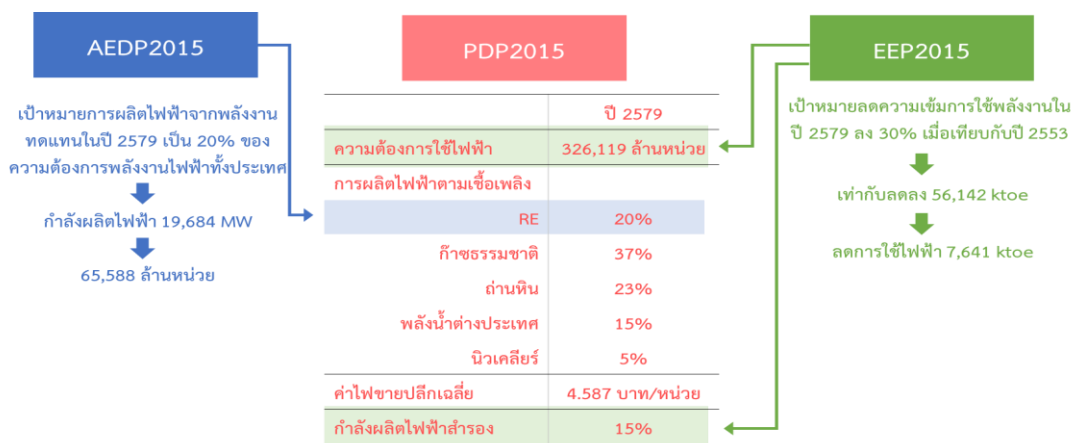 AEDP2015
เป้าหมายการผลิตไฟฟ้าจากพลังงาน
ทดแทนในปี 2579 เป็น 20% ของ
ความต้องการพลังงานไฟฟ้าทั้งประเทศ
กำลังผลิตไฟฟ้า 19,684 MW
65,588 ล้านหน่วย
PDP2015
ปี 2579
ความต้องการใช้ไฟฟ้า 326,119 ล้านหน่วย
การผลิตไฟฟ้าตามเชื้อเพลิง
RE 20%
ก๊าซธรรมชาติ 37%
ถ่านหิน 23%
พลังน้ำต่างประเทศ 15%
นิวเคลียร์ 5%
ค่าไฟขายปลีกเฉลี่ย 4.587 บาท/หน่วย
กำลังผลิตไฟฟ้าสำรอง 15%
EEP2015
เป้าหมายลดความเข้มการใช้พลังงานใน
ปี 2579 ลง 30% เมื่อเทียบกับปี 2553
เท่ากับลดลง 56,142 ktoe
ลดการใช้ไฟฟ้า 7,641 ktoe